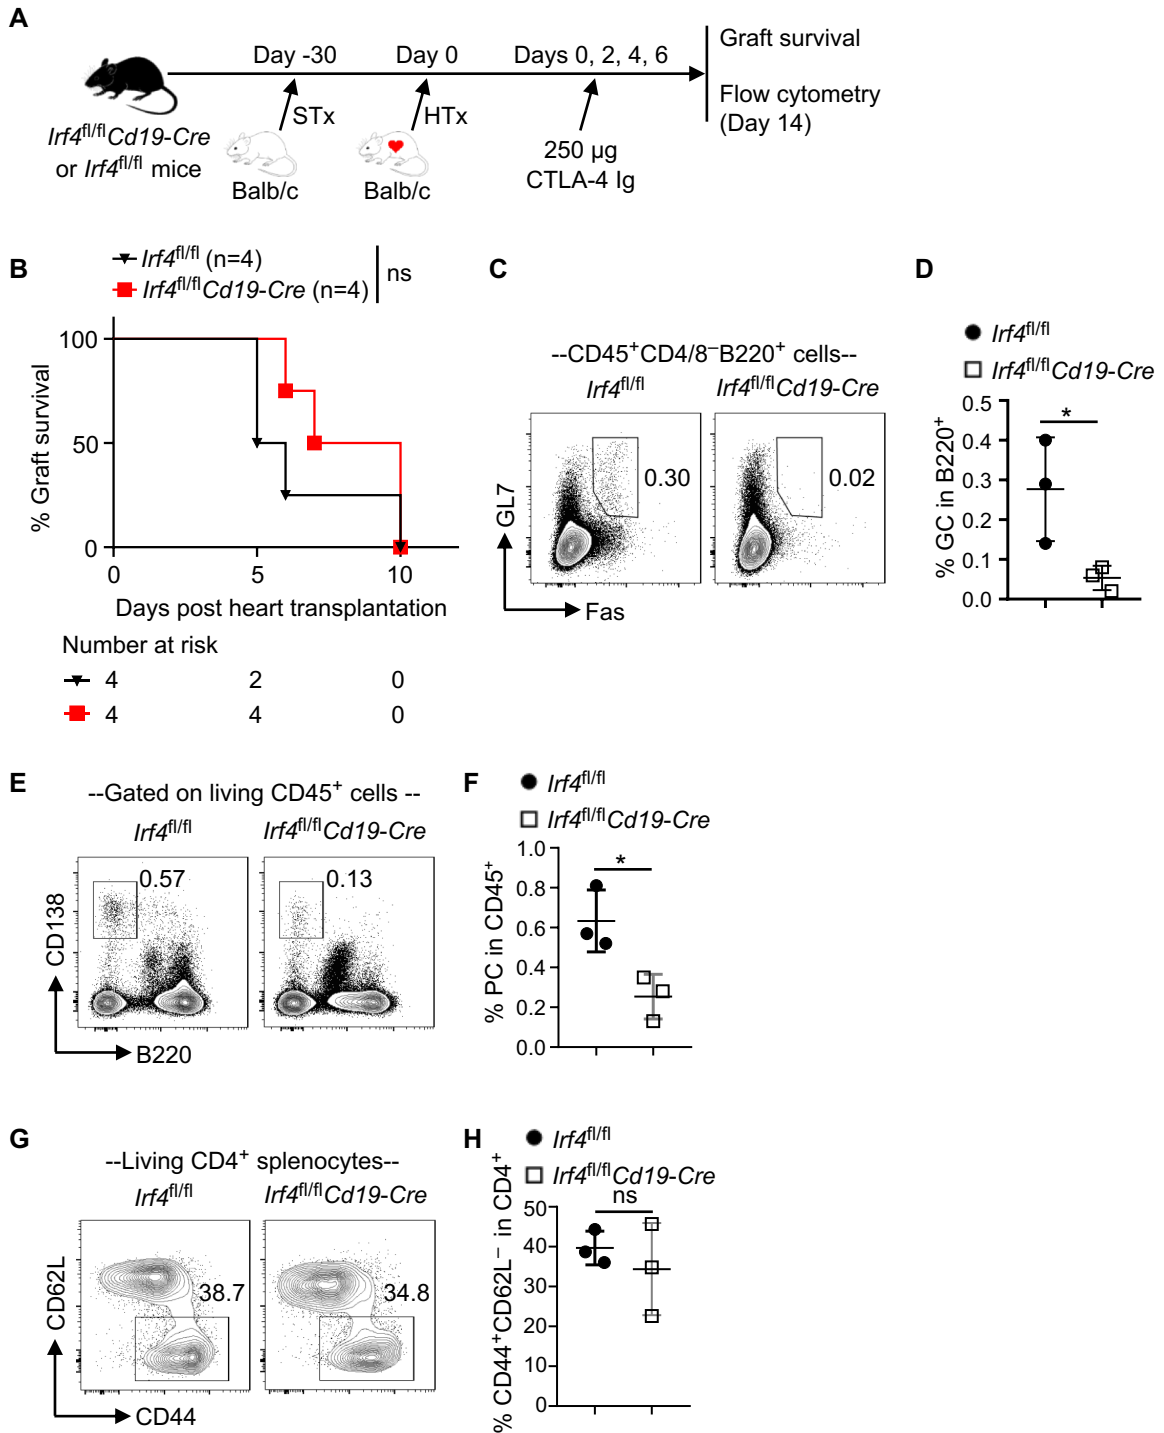 A
Day -30
Day 0
Days 0, 2, 4, 6
Graft survival
Flow cytometry
(Day 14)
STx
HTx
Irf4fl/flCd19-Cre
or Irf4fl/fl mice
Balb/c
Balb/c
250 µg
CTLA-4 Ig
B
Irf4fl/fl (n=4)
Irf4fl/flCd19-Cre (n=4)
ns
% Graft survival
100
50
0
0
5
10
Days post heart transplantation
Number at risk
4 2 0
4 4 0
C
--CD45+CD4/8–B220+ cells--
Irf4fl/fl
Irf4fl/flCd19-Cre
0.30
0.02
GL7
Fas
D
Irf4fl/fl
Irf4fl/flCd19-Cre
% GC in B220+
0.5
0.4
0.3
0.2
0.1
0.0
*
E
--Gated on living CD45+ cells --
Irf4fl/fl
Irf4fl/flCd19-Cre
0.57
0.13
CD138
B220
F
Irf4fl/fl
Irf4fl/flCd19-Cre
% PC in CD45+
1.0
0.8
0.6
0.4
0.2
0.0
*
G
--Living CD4+ splenocytes--
Irf4fl/fl
Irf4fl/flCd19-Cre
38.7
34.8
CD62L
CD44
H
Irf4fl/fl
Irf4fl/flCd19-Cre
ns
% CD44+CD62L– in CD4+
50
40
30
20
10
0